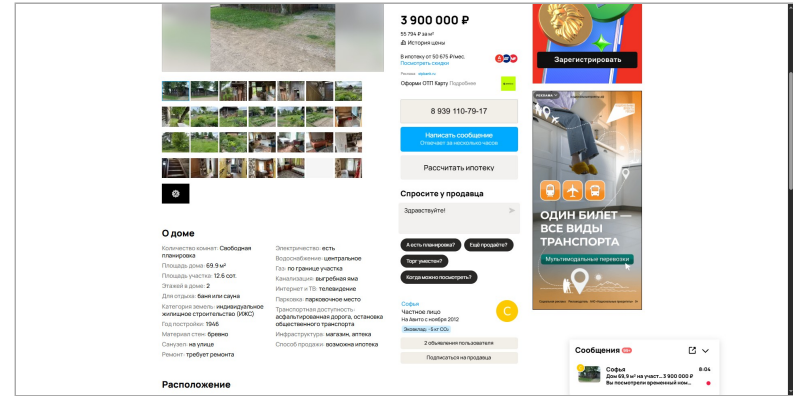 3 900 000 ₽
55 794 ₽ за м²
История цены
В ипотеку от 50 675 ₽/мес.
Посмотреть скидки
Оформи ОТП Карту Подробнее
8 939 110-79-17
Написать сообщение
Отвечает за несколько часов
Рассчитать ипотеку
Спросите у продавца
Здравствуйте!
А есть планировка?
Ещё продаёте?
Торг уместен?
Когда можно посмотреть?
Софья
Частное лицо
На Авито с ноября 2012
Эковклад: -5 кг CO₂
С
2 объявления пользователя
Подписаться на продавца
О доме
Количество комнат: Свободная
планировка
Площадь дома: 69.9 м²
Площадь участка: 12.6 сот.
Этажей в доме: 2
Для отдыха: баня или сауна
Категория земель: индивидуальное
жилищное строительство (ИЖС)
Год постройки: 1946
Материал стен: бревно
Санузел: на улице
Ремонт: требует ремонта
Электричество: есть
Водоснабжение: центральное
Газ: по границе участка
Канализация: выгребная яма
Интернет и ТВ: телевидение
Парковка: парковочное место
Транспортная доступность:
асфальтированная дорога, остановка
общественного транспорта
Инфраструктура: магазин, аптека
Способ продажи: возможна ипотека
Расположение
Зарегистрировать
РЕКЛАМА
ОДИН БИЛЕТ —
ВСЕ ВИДЫ
ТРАНСПОРТА
Мультимодальные перевозки
Сообщения 99+
Софья 8:04
Дом 69,9 м² на участ... 3 900 000 ₽
Вы посмотрели временный ном...